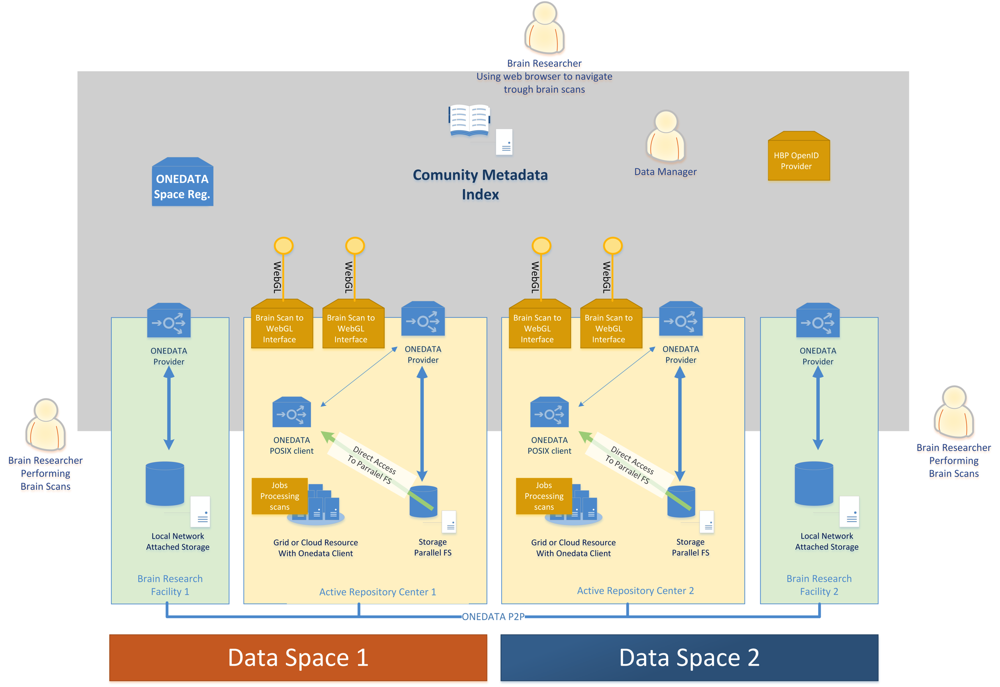 Brain Researcher
Using web browser to navigate
trough brain scans
Comunity Metadata
Index
Data Manager
HBP OpenID
Provider
ONEDATA
Space Reg.
WebGL
WebGL
WebGL
WebGL
Brain Scan to
WebGL
Interface
Brain Scan to
WebGL
Interface
Brain Scan to
WebGL
Interface
Brain Scan to
WebGL
Interface
ONEDATA
Provider
ONEDATA
Provider
ONEDATA
Provider
ONEDATA
Provider
Brain Researcher
Performing
Brain Scans
Brain Researcher
Performing
Brain Scans
Local Network
Attached Storage
Brain Research
Facility 1
ONEDATA
POSIX client
Direct Access
To Parralel FS
Jobs
Processing
scans
Grid or Cloud Resource
With Onedata Client
Storage
Parallel FS
Active Repository Center 1
ONEDATA
POSIX client
Direct Access
To Parralel FS
Jobs
Processing
scans
Grid or Cloud Resource
With Onedata Client
Storage
Parallel FS
Active Repository Center 2
Local Network
Attached Storage
Brain Research
Facility 2
ONEDATA P2P
Data Space 1
Data Space 2